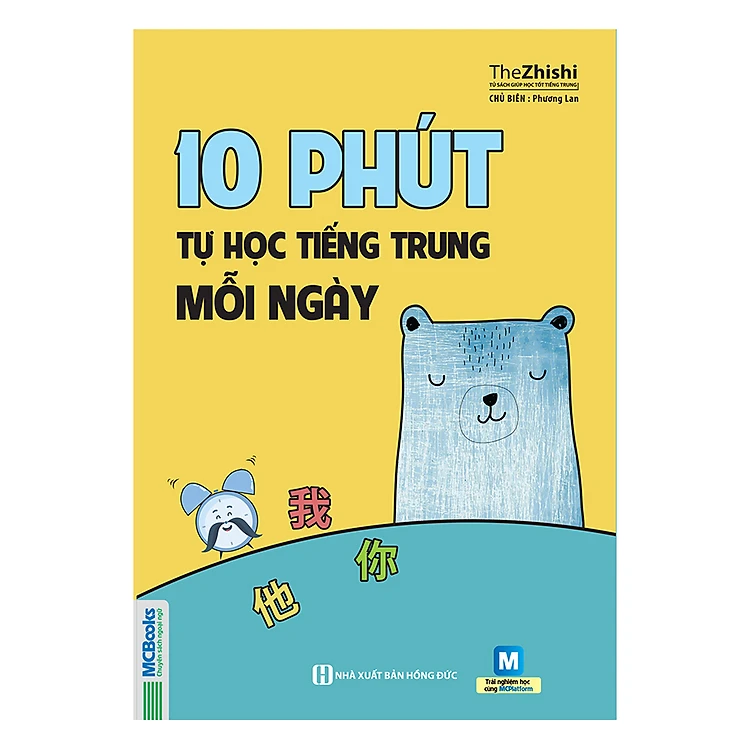 TheZhishi
TỦ SÁCH GIÚP HỌC TỐT TIẾNG TRUNG
CHỦ BIÊN : Phương Lan
10 PHÚT
TỰ HỌC TIẾNG TRUNG
MỖI NGÀY
我
你
他
MCBooks
Chuyên sách ngoại ngữ
NHÀ XUẤT BẢN HỒNG ĐỨC
M
Trải nghiệm học
cùng MCPlatform